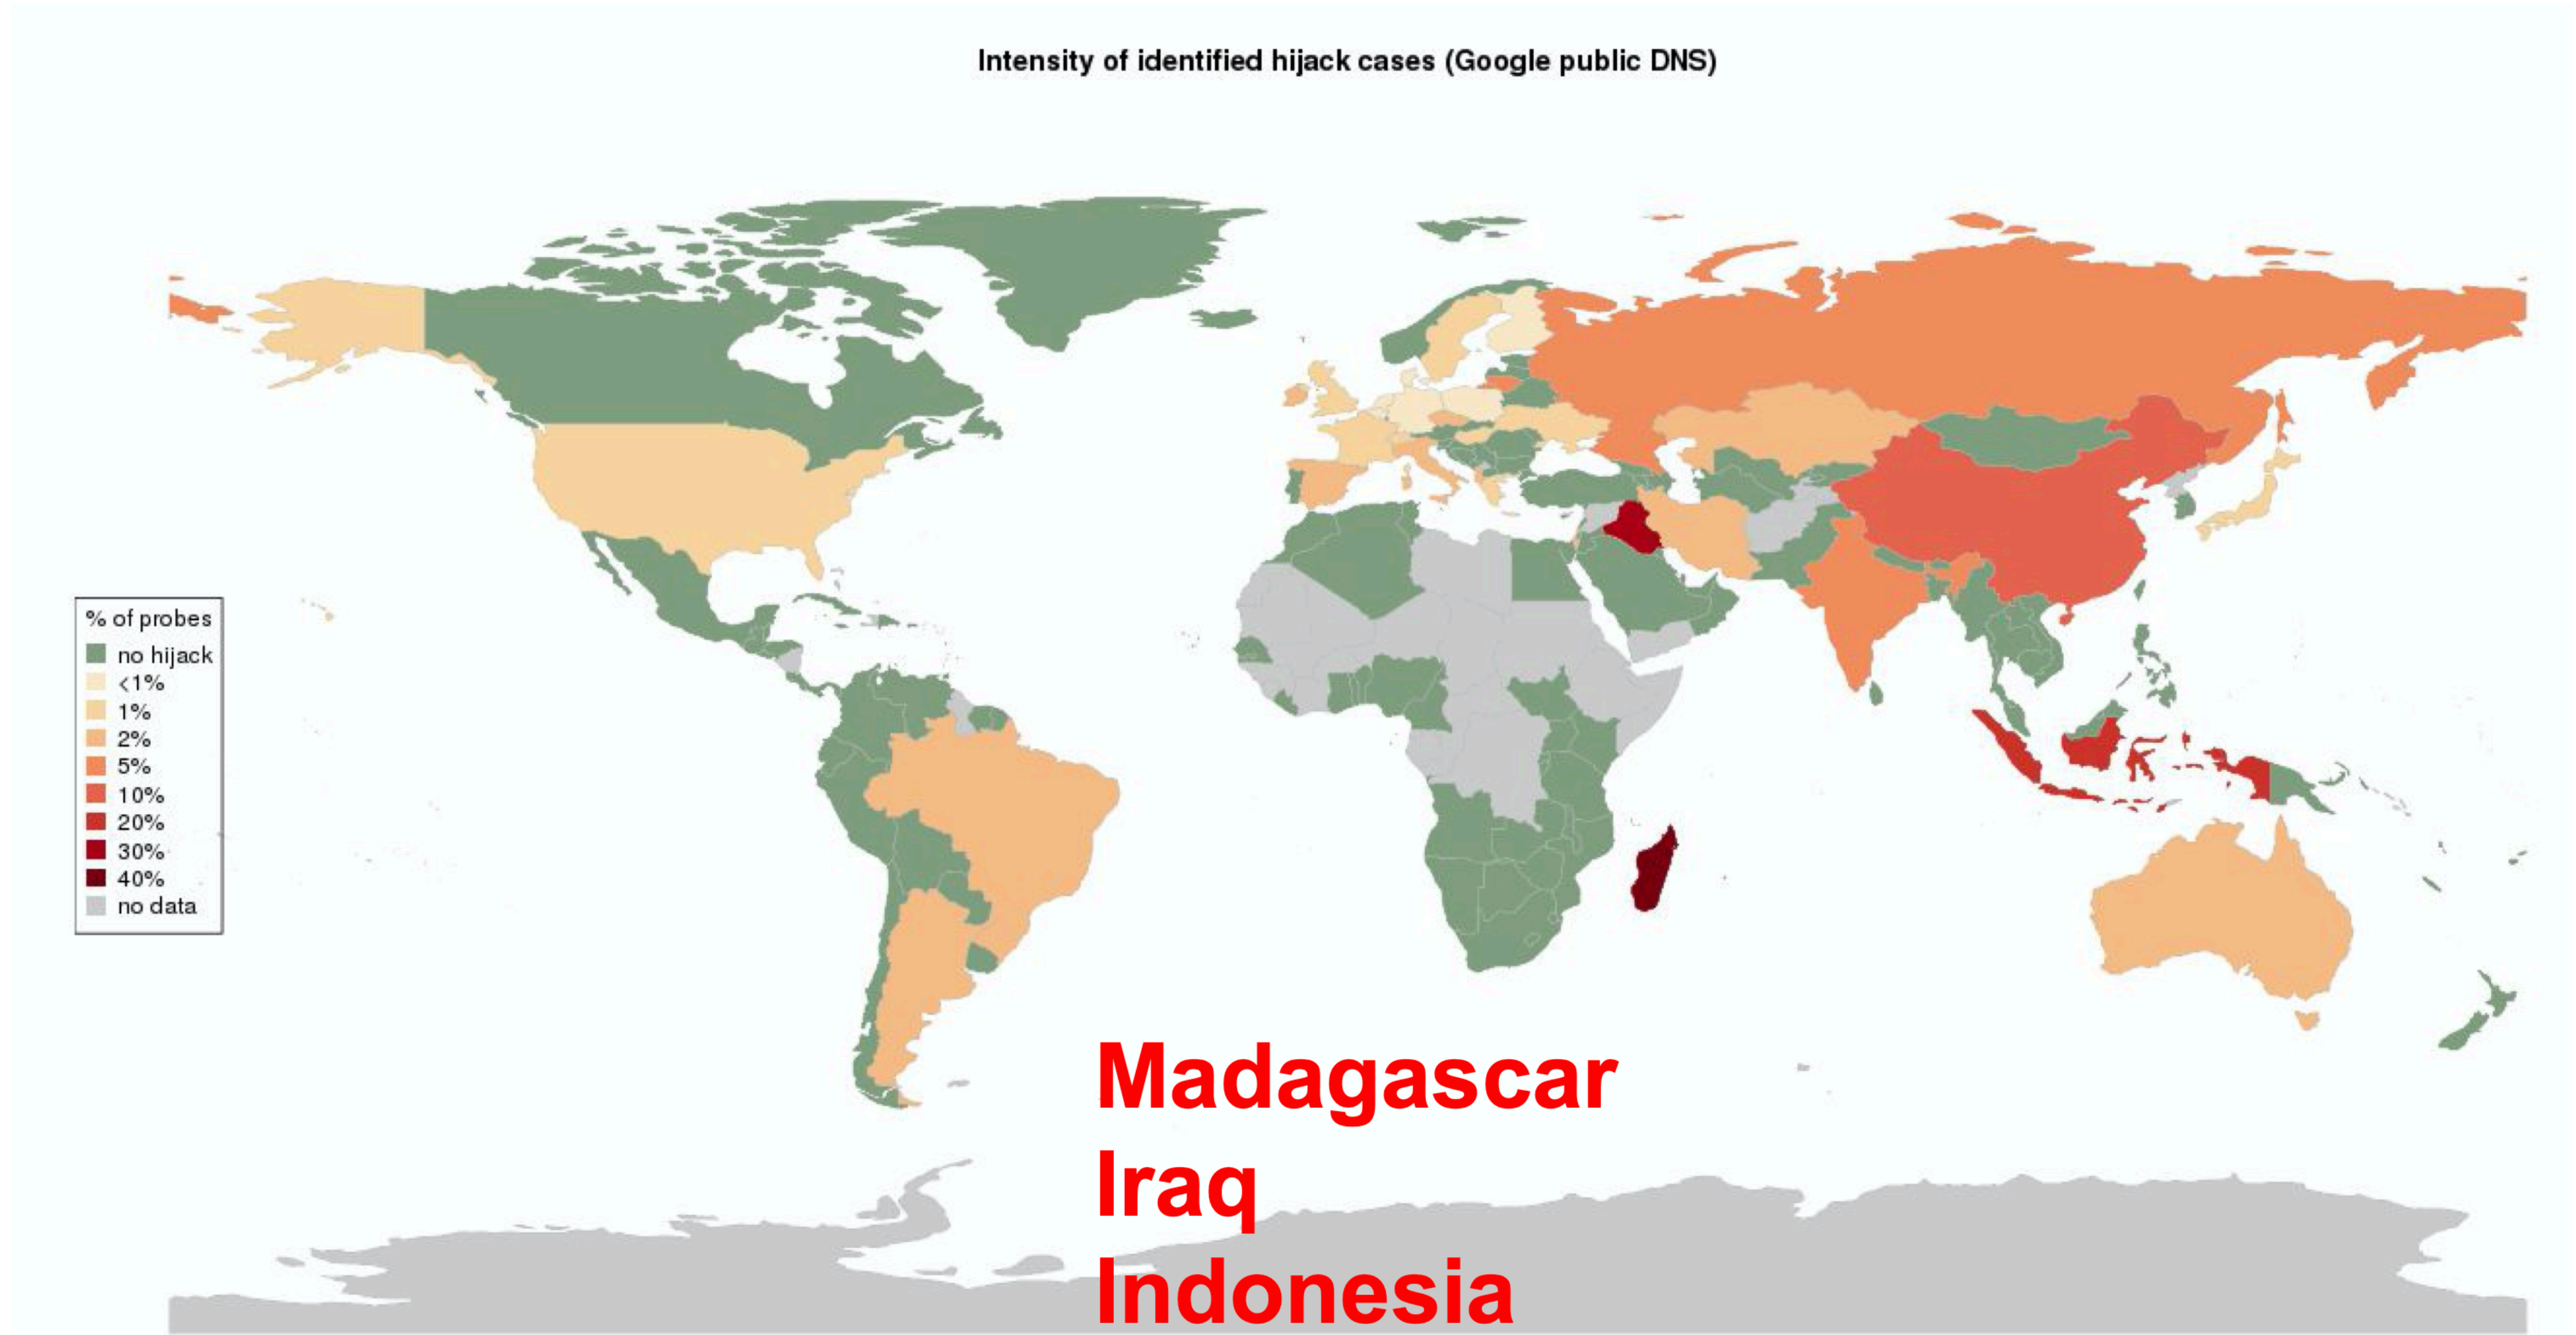 Intensity of identified hijack cases (Google public DNS)
% of probes
no hijack
<1%
1%
2%
5%
10%
20%
30%
40%
no data
Madagascar
Iraq
Indonesia